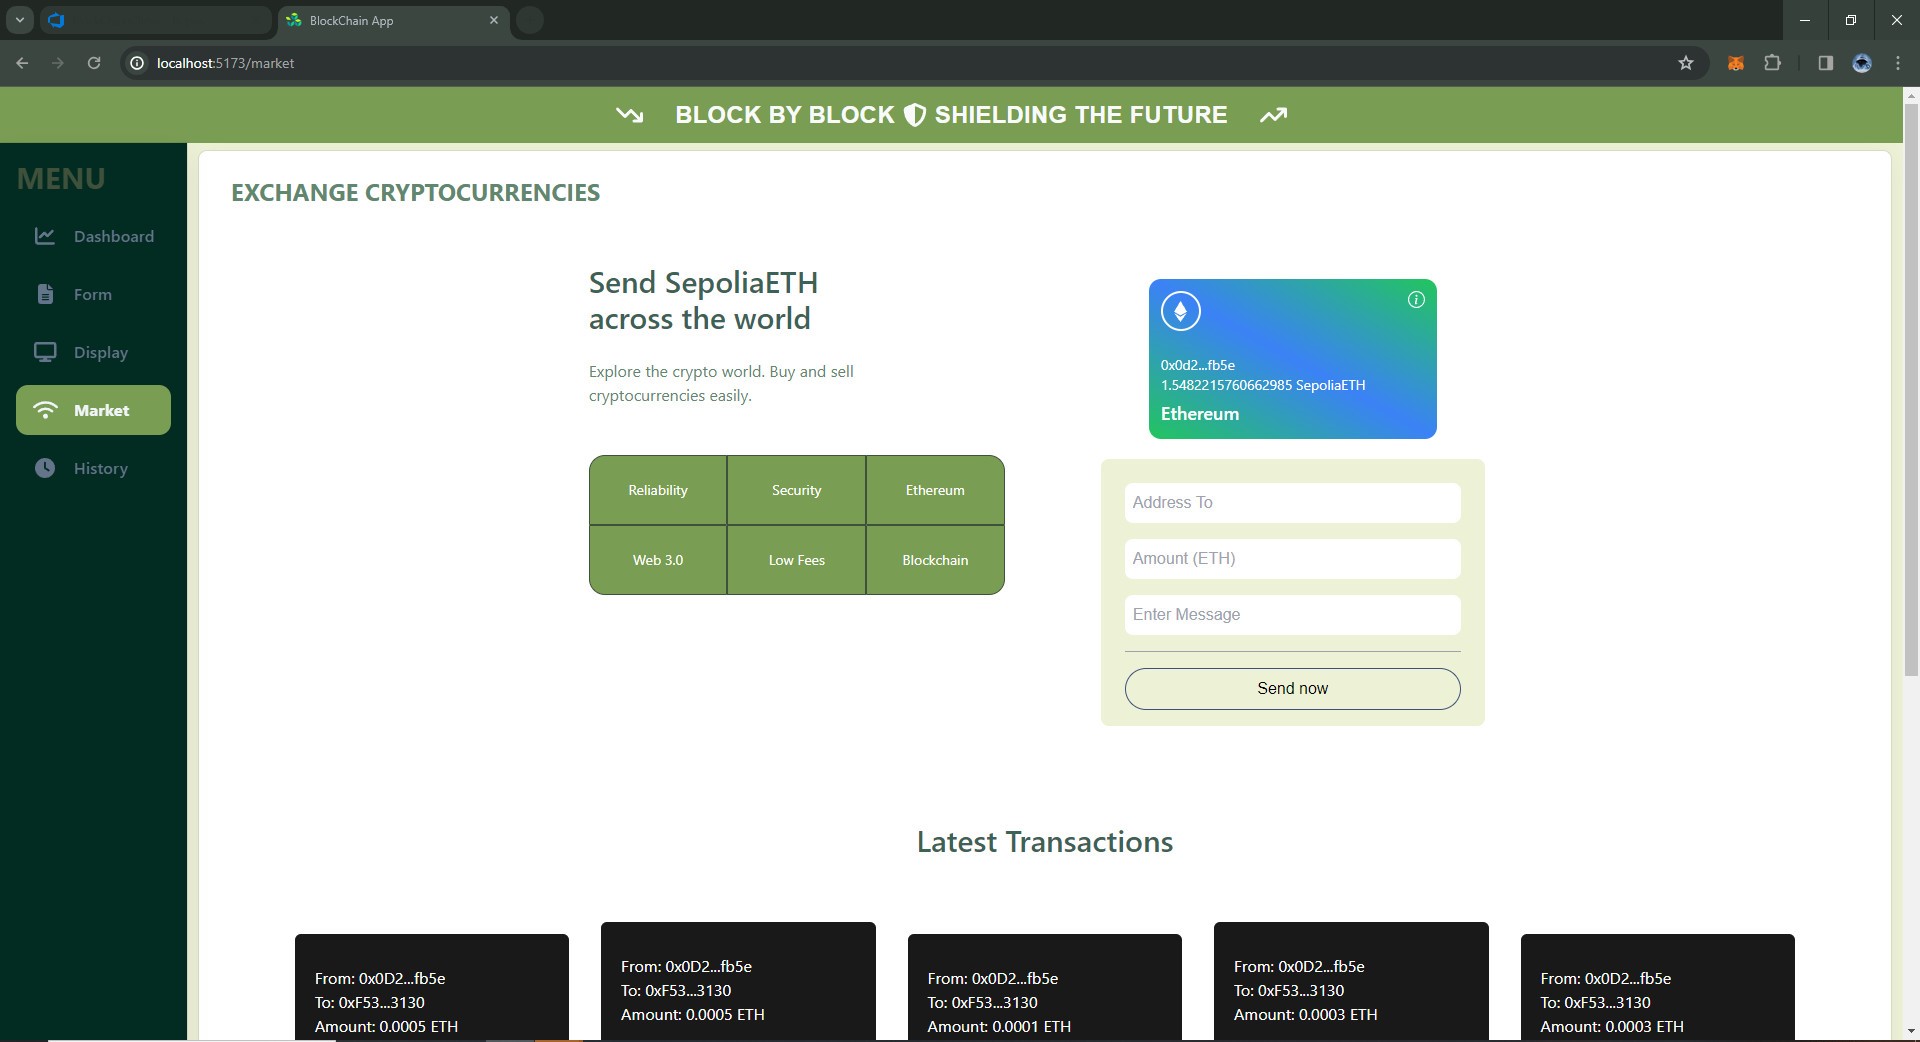 BlockChain App
localhost:5173/market
BLOCK BY BLOCK SHIELDING THE FUTURE
MENU
Dashboard
Form
Display
Market
History
EXCHANGE CRYPTOCURRENCIES
Send SepoliaETH
across the world
Explore the crypto world. Buy and sell
cryptocurrencies easily.
Reliability
Security
Ethereum
Web 3.0
Low Fees
Blockchain
0x0d2...fb5e
1.5482215760662985 SepoliaETH
Ethereum
Address To
Amount (ETH)
Enter Message
Send now
Latest Transactions
From: 0x0D2...fb5e
To: 0xF53...3130
Amount: 0.0005 ETH
From: 0x0D2...fb5e
To: 0xF53...3130
Amount: 0.0005 ETH
From: 0x0D2...fb5e
To: 0xF53...3130
Amount: 0.0001 ETH
From: 0x0D2...fb5e
To: 0xF53...3130
Amount: 0.0003 ETH
From: 0x0D2...fb5e
To: 0xF53...3130
Amount: 0.0003 ETH